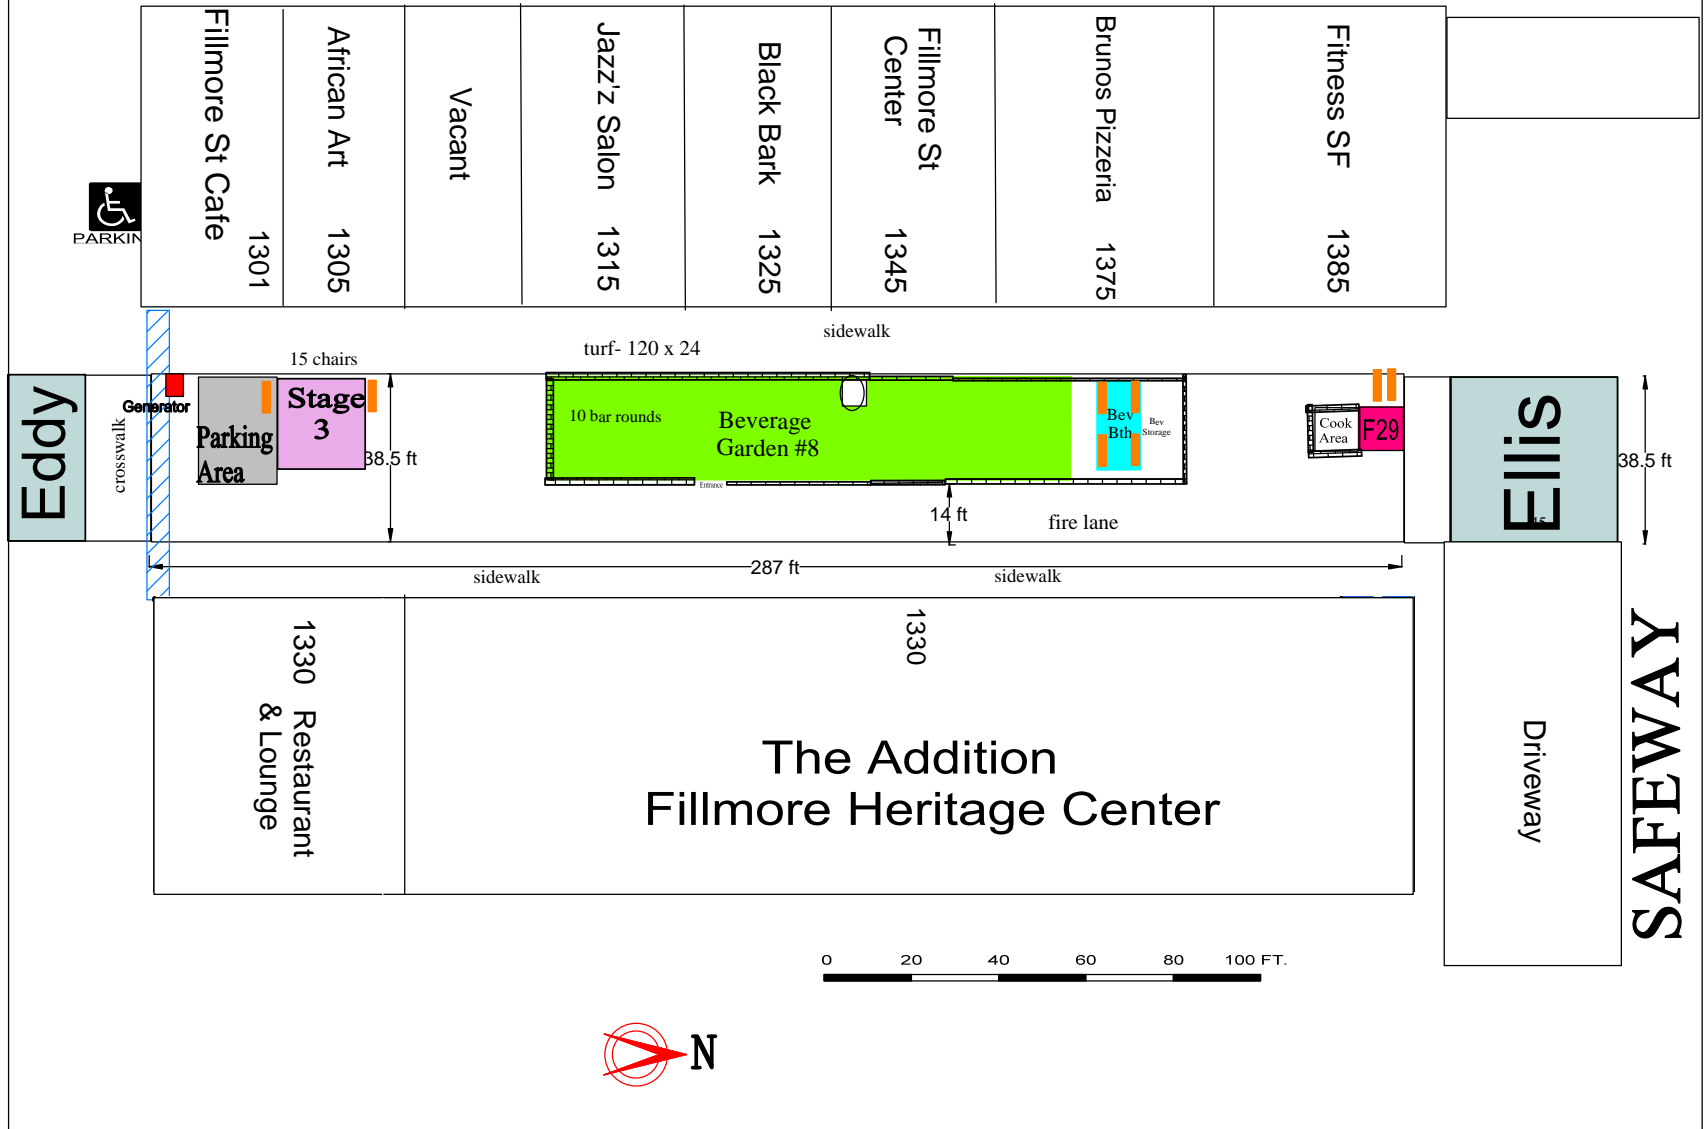 Fillmore St Cafe
1301
African Art 1305
Vacant
Jazz'z Salon 1315
Black Bark 1325
Fillmore St
Center 1345
Brunos Pizzeria 1375
Fitness SF 1385
PARKIN
sidewalk
turf- 120 x 24
15 chairs
Eddy
crosswalk
Generator
Parking
Area
Stage
3
38.5 ft
10 bar rounds
Beverage
Garden #8
Entrance
Bev
Bth
Bev
Storage
Cook
Area
F29
Ellis
15
38.5 ft
14 ft
fire lane
287 ft
sidewalk
sidewalk
1330 Restaurant
& Lounge
1330
The Addition
Fillmore Heritage Center
Driveway
SAFEWAY
0 20 40 60 80 100 FT.
N